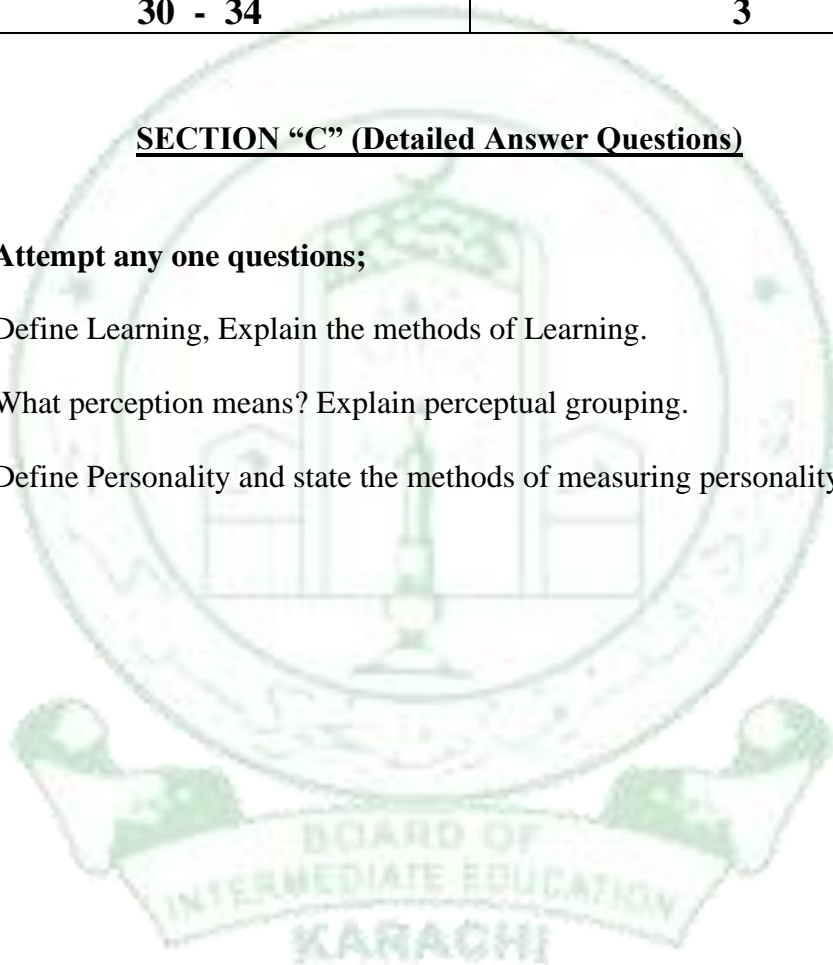 30 - 34 3
SECTION “C” (Detailed Answer Questions)
Attempt any one questions;
Define Learning, Explain the methods of Learning.
What perception means? Explain perceptual grouping.
Define Personality and state the methods of measuring personality
BOARD OF
INTERMEDIATE EDUCATION
KARACHI